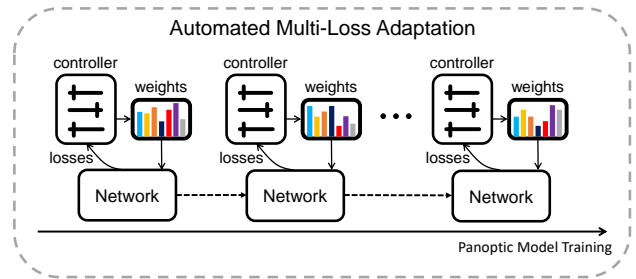 Automated Multi-Loss Adaptation
controller
weights
losses
Network
controller
weights
losses
Network
controller
weights
losses
Network
Panoptic Model Training